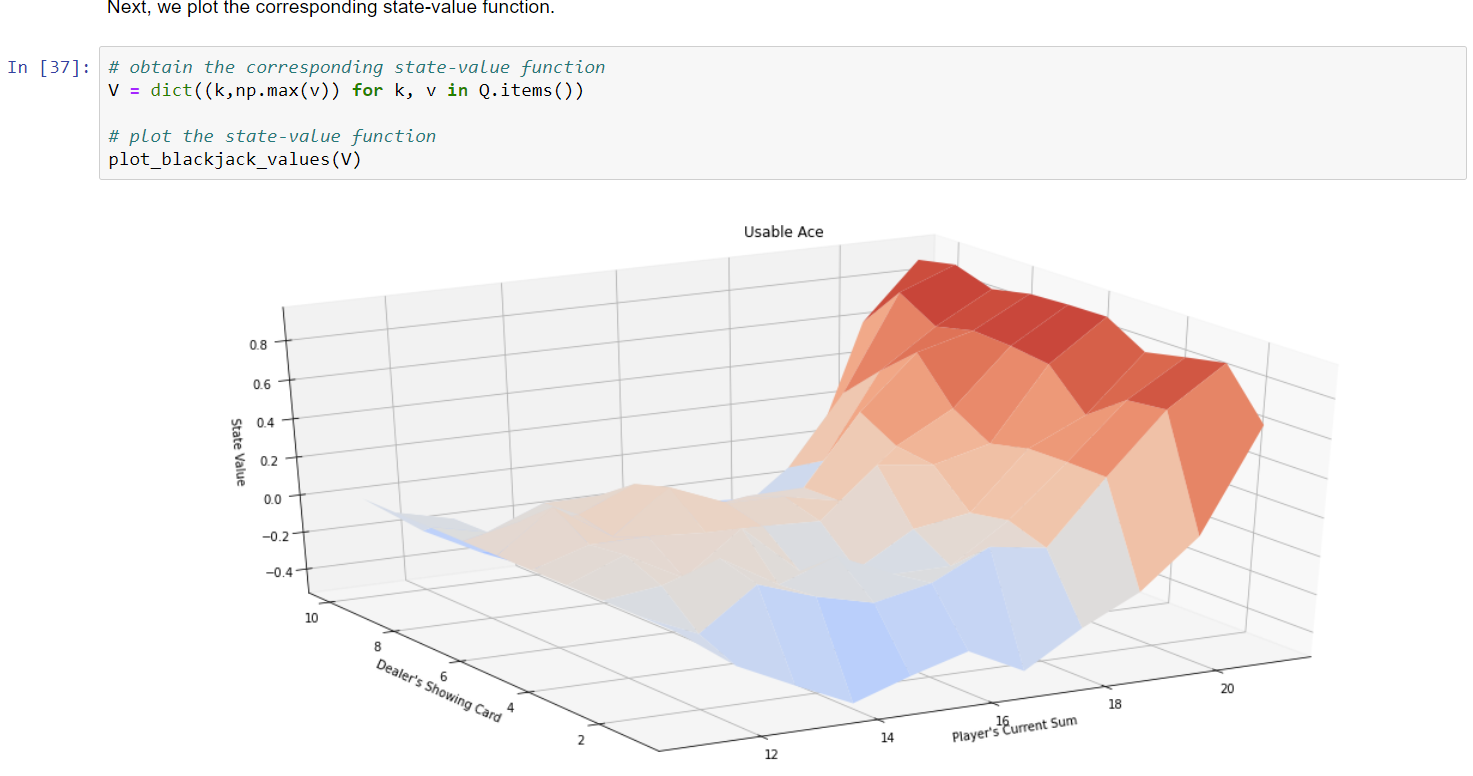 Next, we plot the corresponding state-value function.
In [37]:
# obtain the corresponding state-value function
V = dict((k,np.max(v)) for k, v in Q.items())
# plot the state-value function
plot_blackjack_values(V)
Usable Ace
0.8
0.6
0.4
0.2
0.0
−0.2
−0.4
State Value
10
8
6
4
2
Dealer's Showing Card
12
14
16
18
20
Player's Current Sum